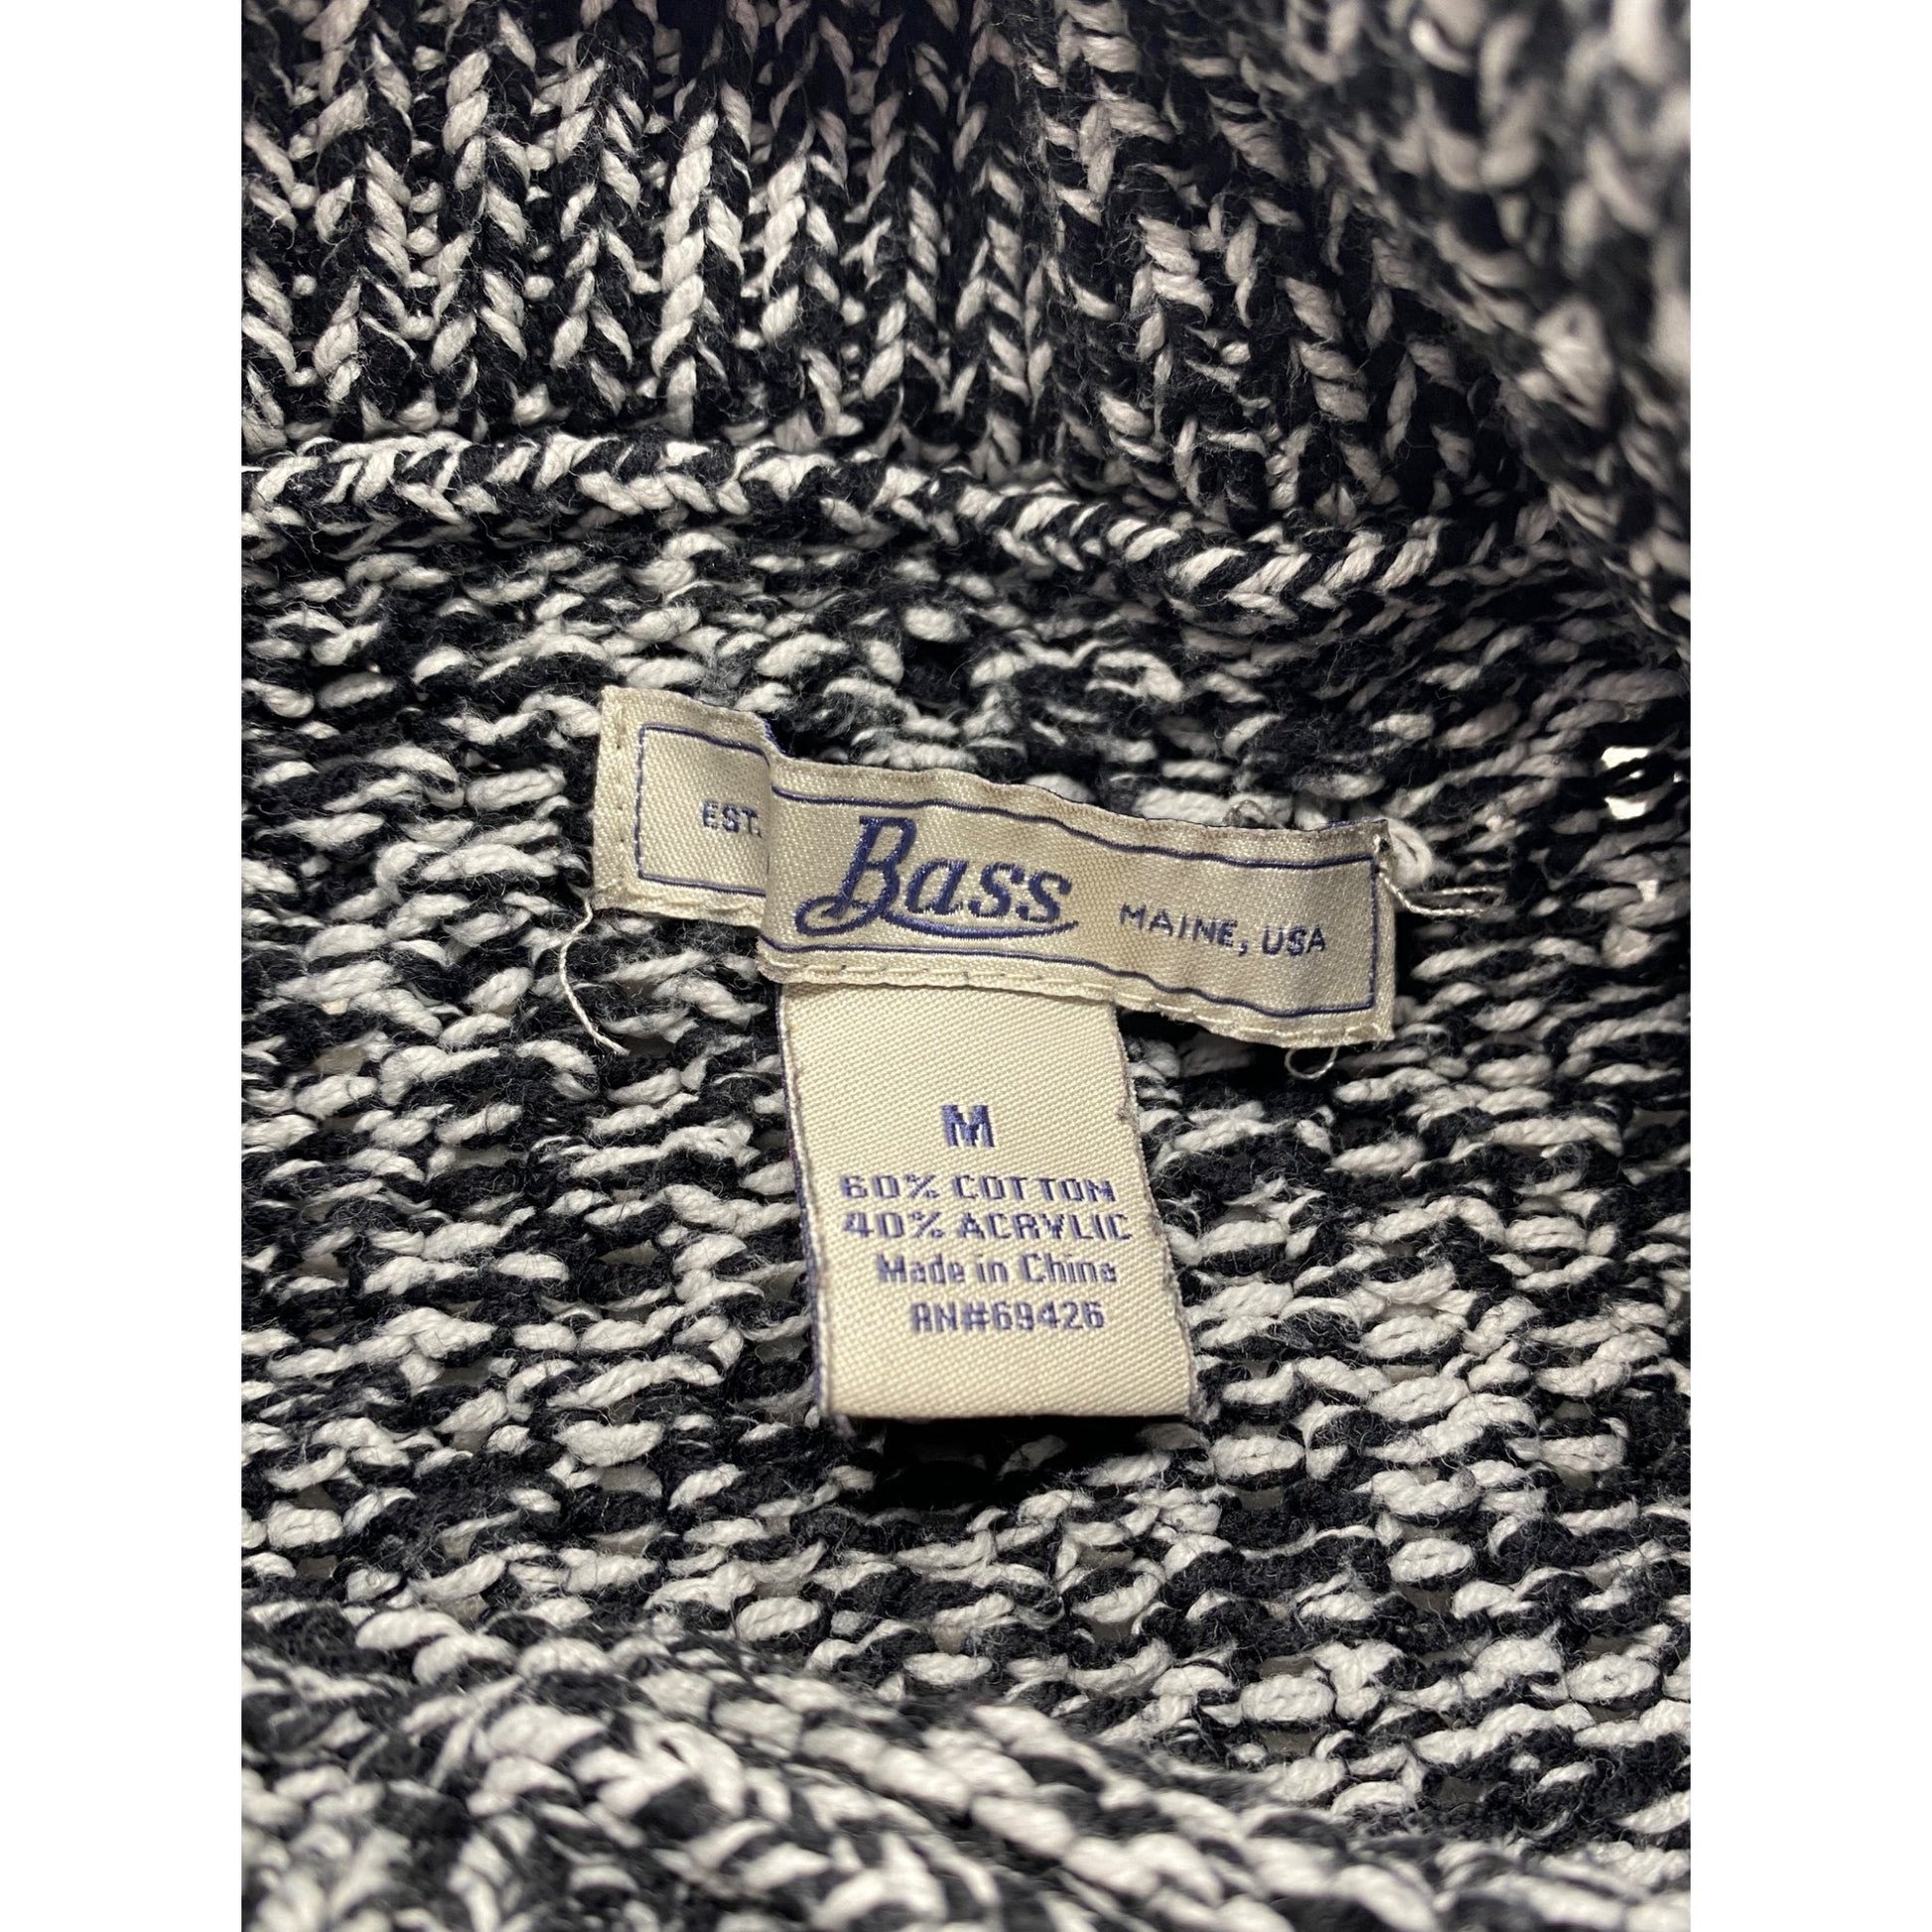 EST. Bass MAINE, USA
M
60% COTTON
40% ACRYLIC
Made in China
RN#69426